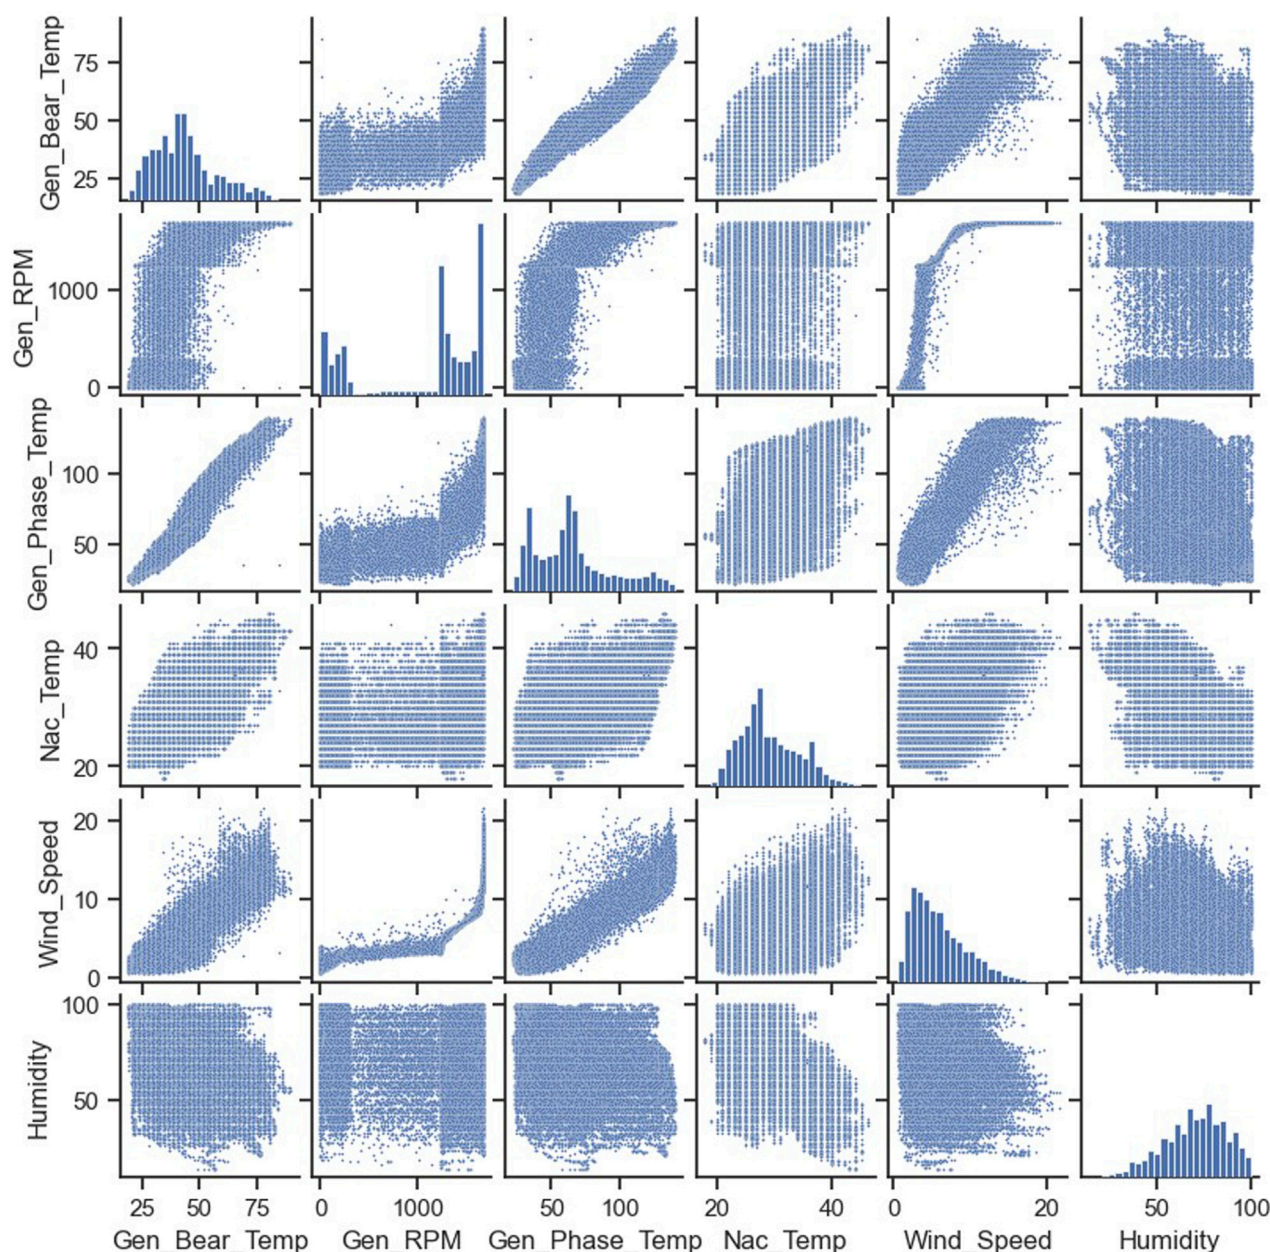 Gen_Bear_Temp
75
50
25
Gen_RPM
1000
0
Gen_Phase_Temp
100
50
Nac_Temp
40
20
Wind_Speed
20
10
0
Humidity
100
50
25 50 75 0 1000 50 100 20 40 0 20 50 100
Gen_Bear_Temp Gen_RPM Gen_Phase_Temp Nac_Temp Wind_Speed Humidity